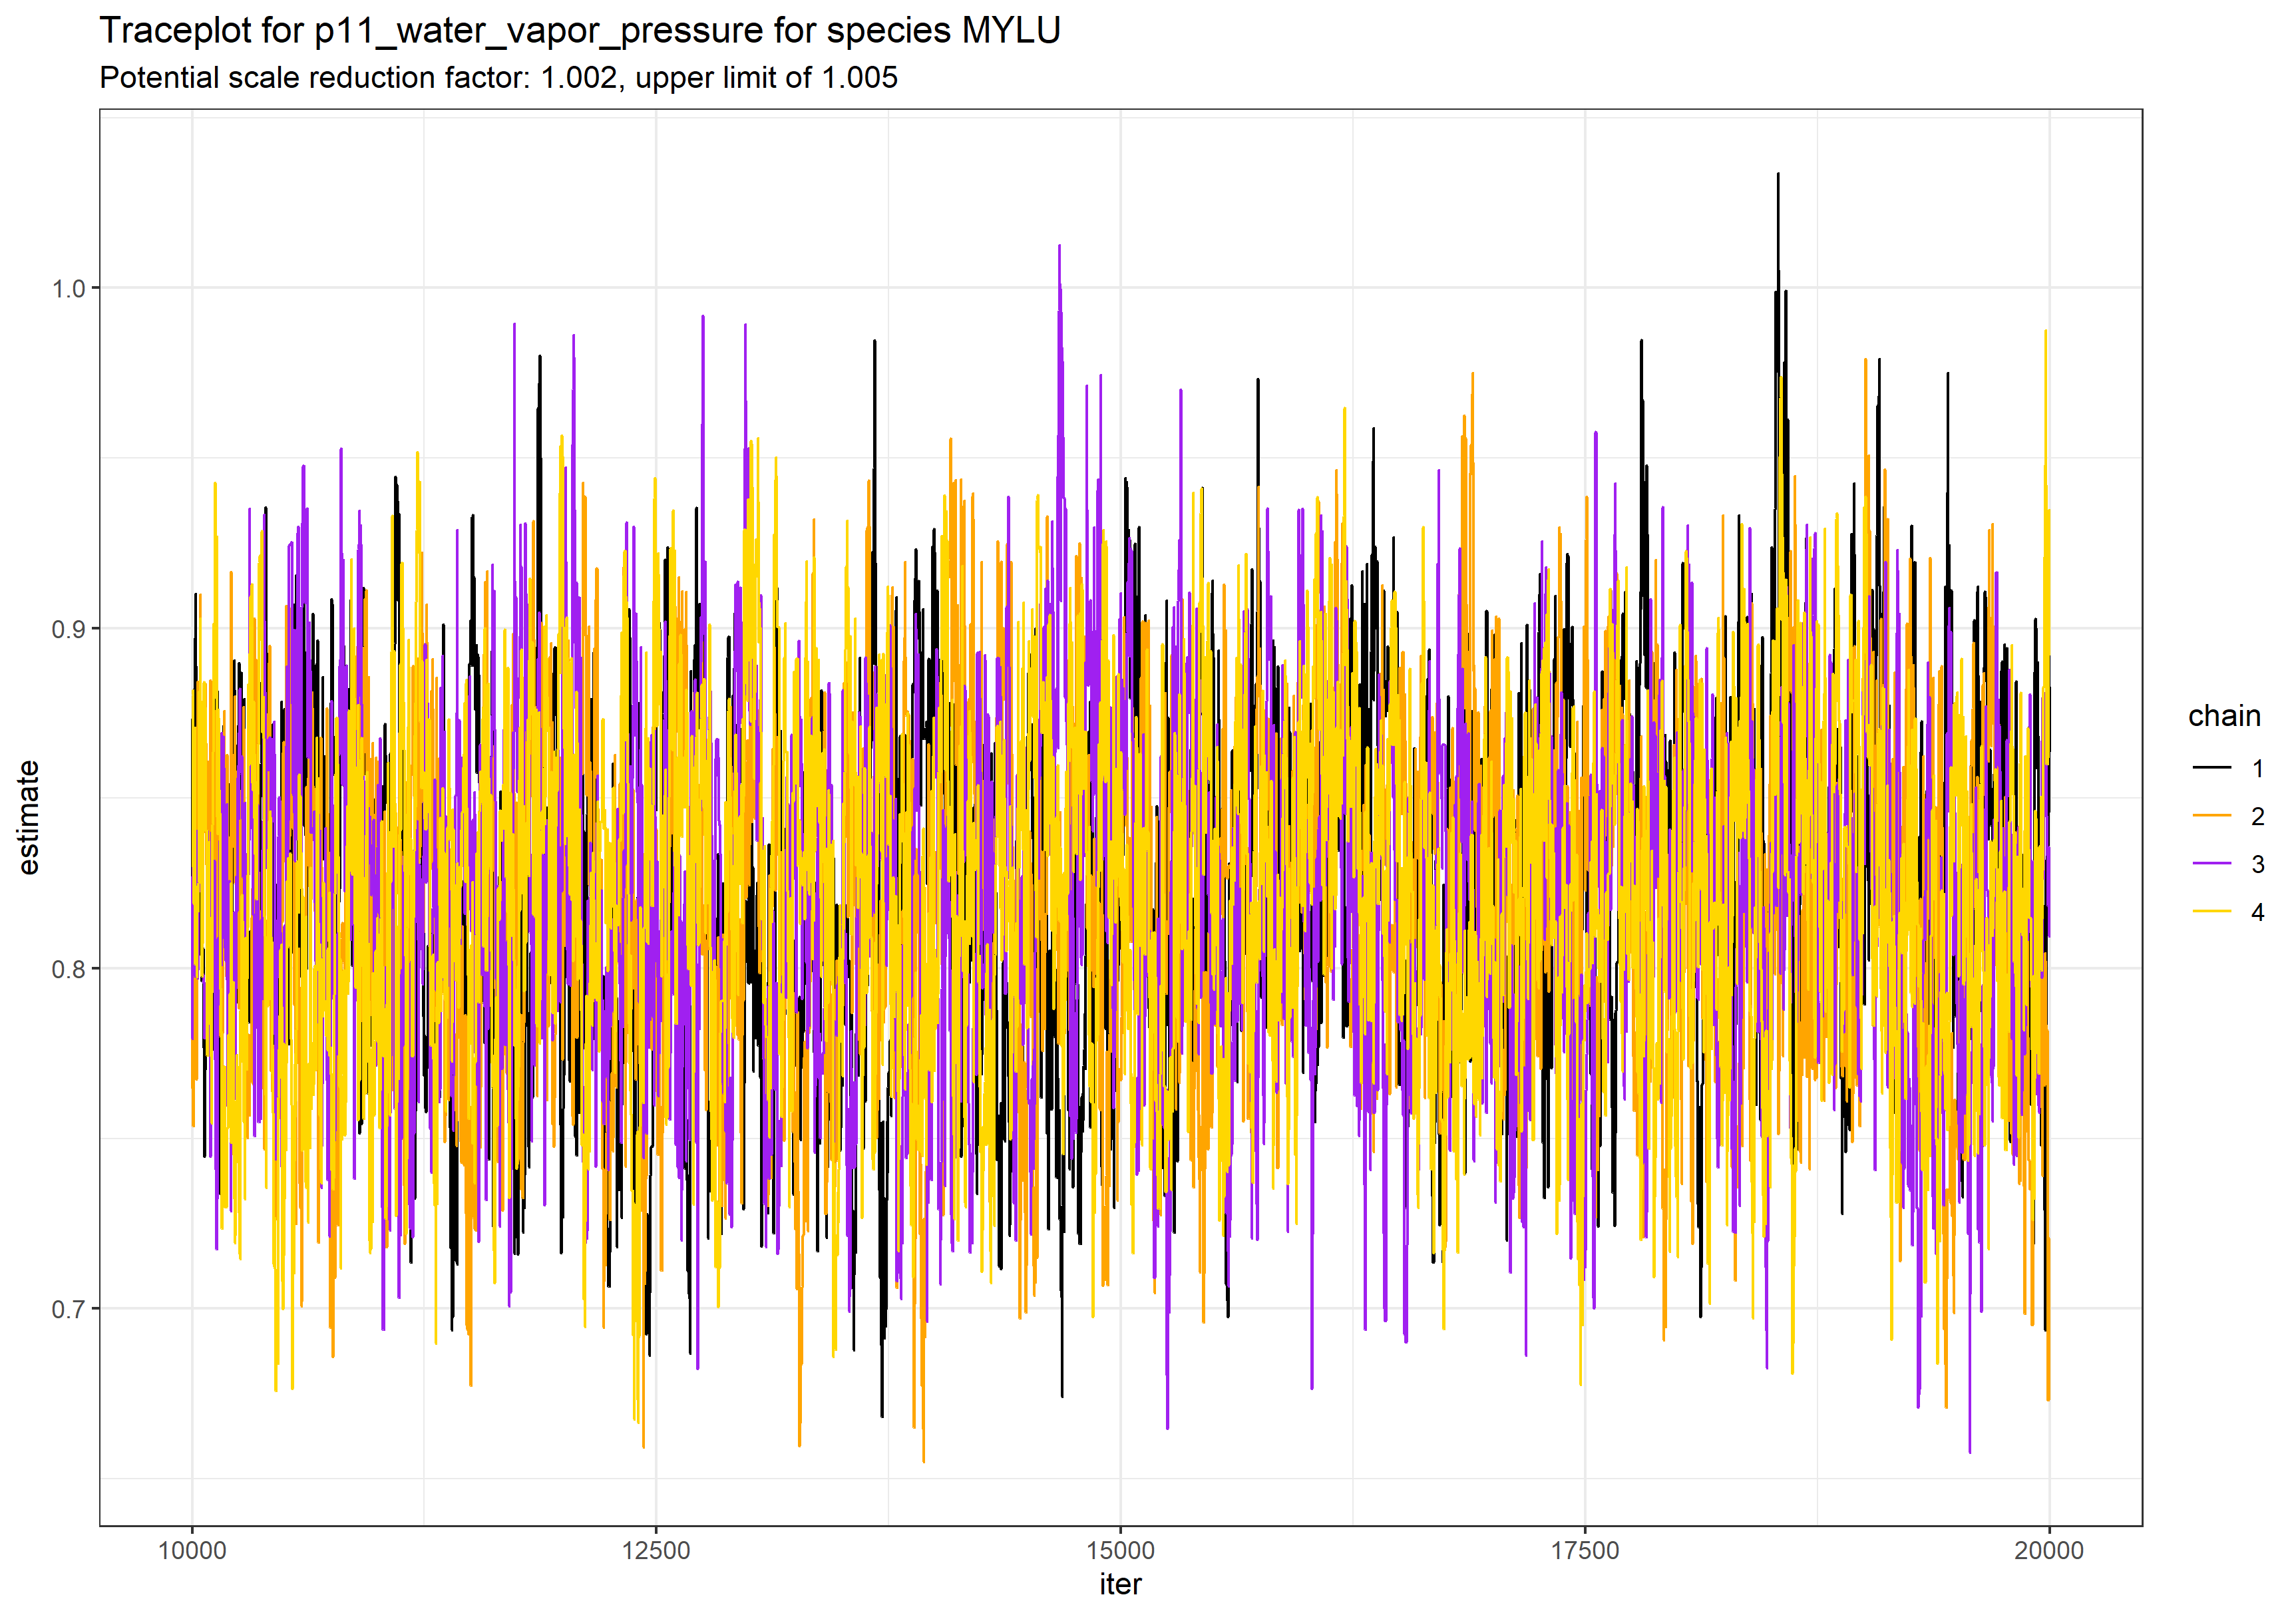 Traceplot for p11_water_vapor_pressure for species MYLU
Potential scale reduction factor: 1.002, upper limit of 1.005
1.0
0.9
0.8
0.7
estimate
10000
12500
15000
17500
20000
iter
chain
1
2
3
4